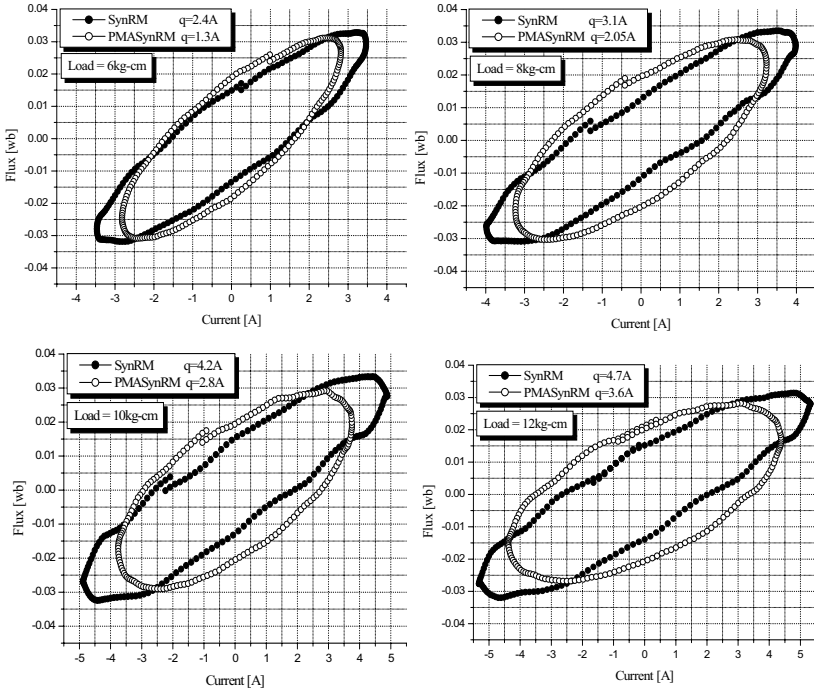 SynRM q=2.4A
PMASynRM q=1.3A
Load = 6kg-cm
Flux [wb]
0.04
0.03
0.02
0.01
0.00
-0.01
-0.02
-0.03
-0.04
-4 -3 -2 -1 0 1 2 3 4
Current [A]
SynRM q=3.1A
PMASynRM q=2.05A
Load = 8kg-cm
Flux [wb]
0.04
0.03
0.02
0.01
0.00
-0.01
-0.02
-0.03
-0.04
-4 -3 -2 -1 0 1 2 3 4
Current [A]
SynRM q=4.2A
PMASynRM q=2.8A
Load = 10kg-cm
Flux [wb]
0.04
0.03
0.02
0.01
0.00
-0.01
-0.02
-0.03
-0.04
-5 -4 -3 -2 -1 0 1 2 3 4 5
Current [A]
SynRM q=4.7A
PMASynRM q=3.6A
Load = 12kg-cm
Flux [wb]
0.04
0.03
0.02
0.01
0.00
-0.01
-0.02
-0.03
-0.04
-5 -4 -3 -2 -1 0 1 2 3 4 5
Current [A]